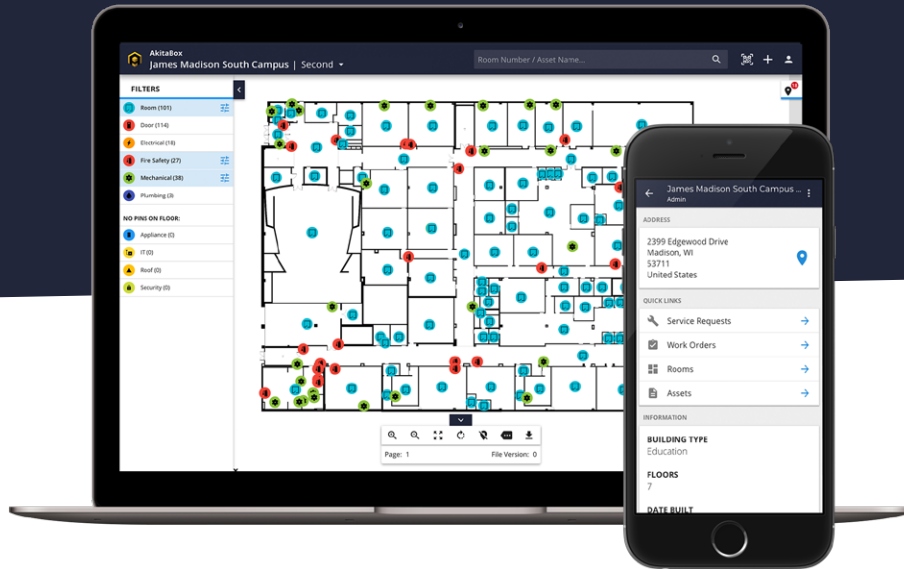 AkitaBox
James Madison South Campus | Second
Room Number / Asset Name...
FILTERS
Room (101)
Door (114)
Electrical (18)
Fire Safety (27)
Mechanical (38)
Plumbing (3)
NO PINS ON FLOOR:
Appliance (0)
IT (0)
Roof (0)
Security (0)
Page: 1
File Version: 0
James Madison South Campus ...
Admin
ADDRESS
2399 Edgewood Drive
Madison, WI
53711
United States
QUICK LINKS
Service Requests
Work Orders
Rooms
Assets
INFORMATION
BUILDING TYPE
Education
FLOORS
7
DATE BUILT